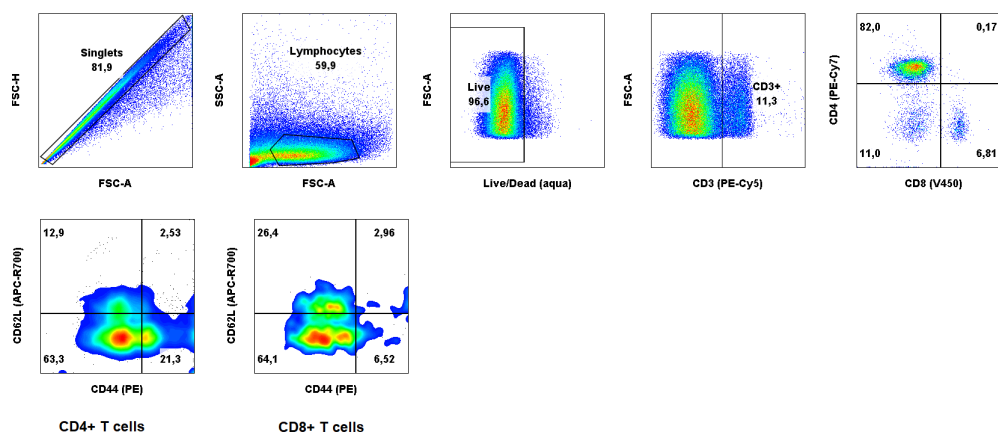 FSC-H
Singlets
81,9
FSC-A
SSC-A
Lymphocytes
59,9
FSC-A
FSC-A
Live
96,6
Live/Dead (aqua)
FSC-A
CD3+
11,3
CD3 (PE-Cy5)
CD4 (PE-Cy7)
82,0
0,17
11,0
6,81
CD8 (V450)
CD62L (APC-R700)
12,9
2,53
63,3
21,3
CD44 (PE)
CD4+ T cells
CD62L (APC-R700)
26,4
2,96
64,1
6,52
CD44 (PE)
CD8+ T cells